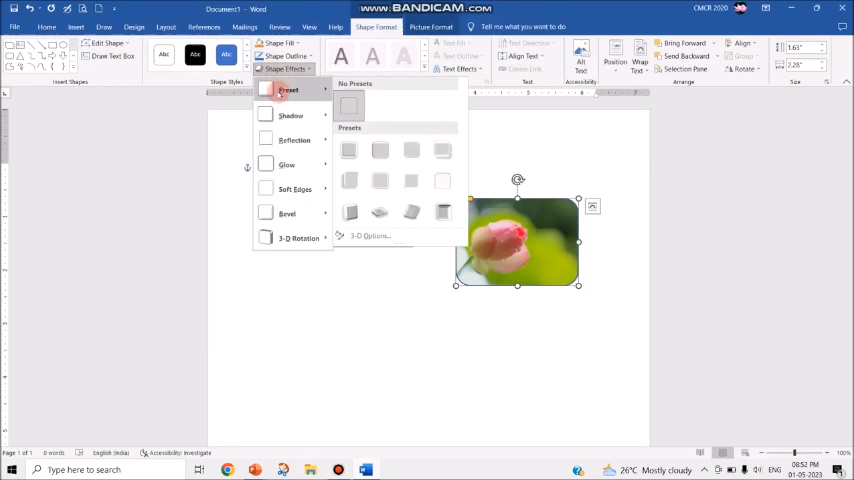 Document1 - Word
WWW.BANDICAM.COM
CMCR 2020
File Home Insert Draw Design Layout References Mailings Review View Help Shape Format Picture Format Tell me what you want to do
Edit Shape
Draw Text Box
Insert Shapes
Abc Abc Abc
Shape Styles
Shape Fill
Shape Outline
Shape Effects
A A A
Text Fill
Text Outline
Text Effects
Text Direction
Align Text
Create Link
Text
Alt Text
Position
Wrap Text
Bring Forward
Send Backward
Selection Pane
Align
Group
Rotate
Arrange
1.63"
2.28"
Size
Preset
Shadow
Reflection
Glow
Soft Edges
Bevel
3-D Rotation
No Presets
Presets
3-D Options...
Page 1 of 1 0 words English (India) Accessibility: Investigate 100%
Type here to search
26°C Mostly cloudy
ENG
08:52 PM
01-05-2023